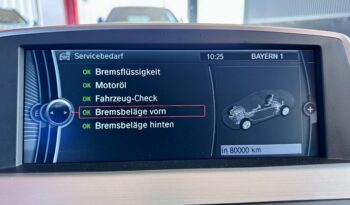 Servicebedarf
10:25
BAYERN 1
OK Bremsflüssigkeit
OK Motoröl
OK Fahrzeug-Check
OK Bremsbeläge vorn
OK Bremsbeläge hinten
in 80000 km